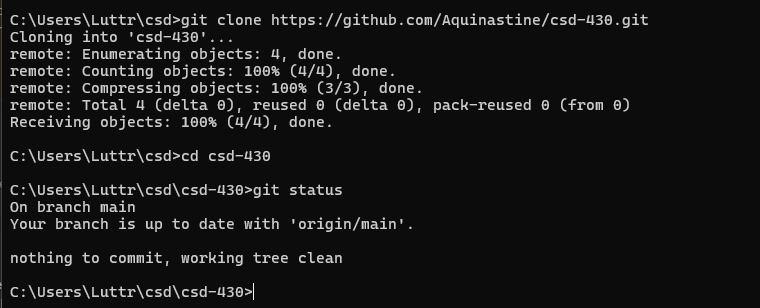 C:\Users\Luttr\csd>git clone https://github.com/Aquinastine/csd-430.git
Cloning into 'csd-430'...
remote: Enumerating objects: 4, done.
remote: Counting objects: 100% (4/4), done.
remote: Compressing objects: 100% (3/3), done.
remote: Total 4 (delta 0), reused 0 (delta 0), pack-reused 0 (from 0)
Receiving objects: 100% (4/4), done.
C:\Users\Luttr\csd>cd csd-430
C:\Users\Luttr\csd\csd-430>git status
On branch main
Your branch is up to date with 'origin/main'.
nothing to commit, working tree clean
C:\Users\Luttr\csd\csd-430>